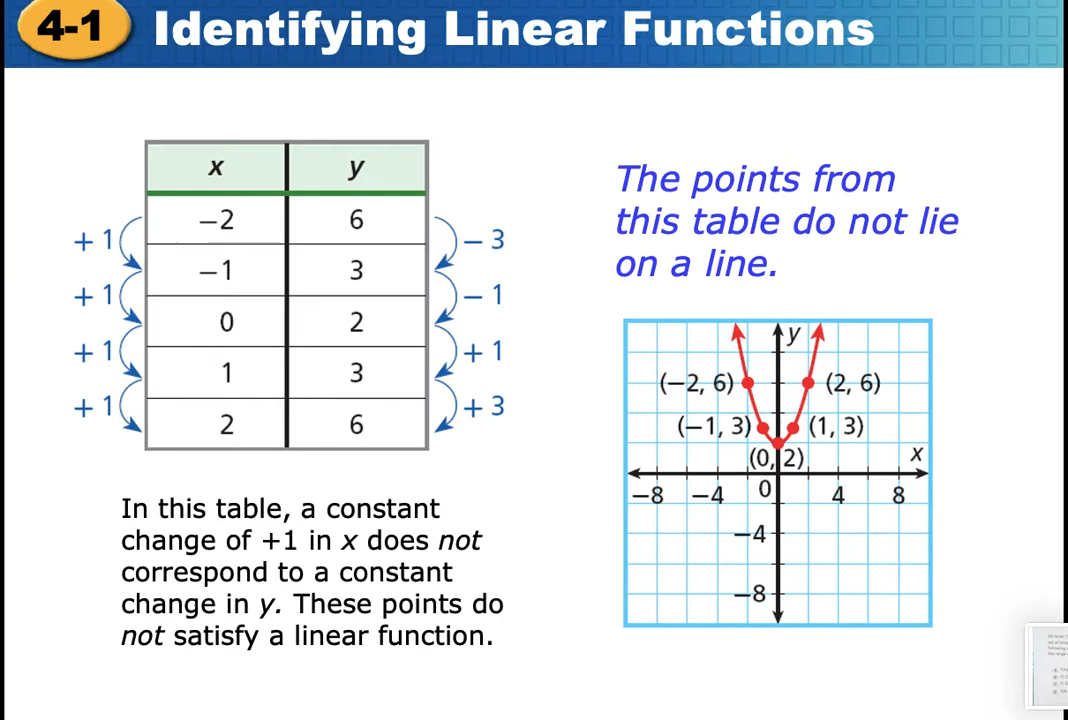 4-1 Identifying Linear Functions
x y
−2 6
−1 3
0 2
1 3
2 6
+ 1
+ 1
+ 1
+ 1
− 3
− 1
+ 1
+ 3
In this table, a constant
change of +1 in x does not
correspond to a constant
change in y. These points do
not satisfy a linear function.
The points from
this table do not lie
on a line.
y
(−2, 6) (2, 6)
(−1, 3) (1, 3)
(0, 2)
x
−8 −4 0 4 8
−4
−8